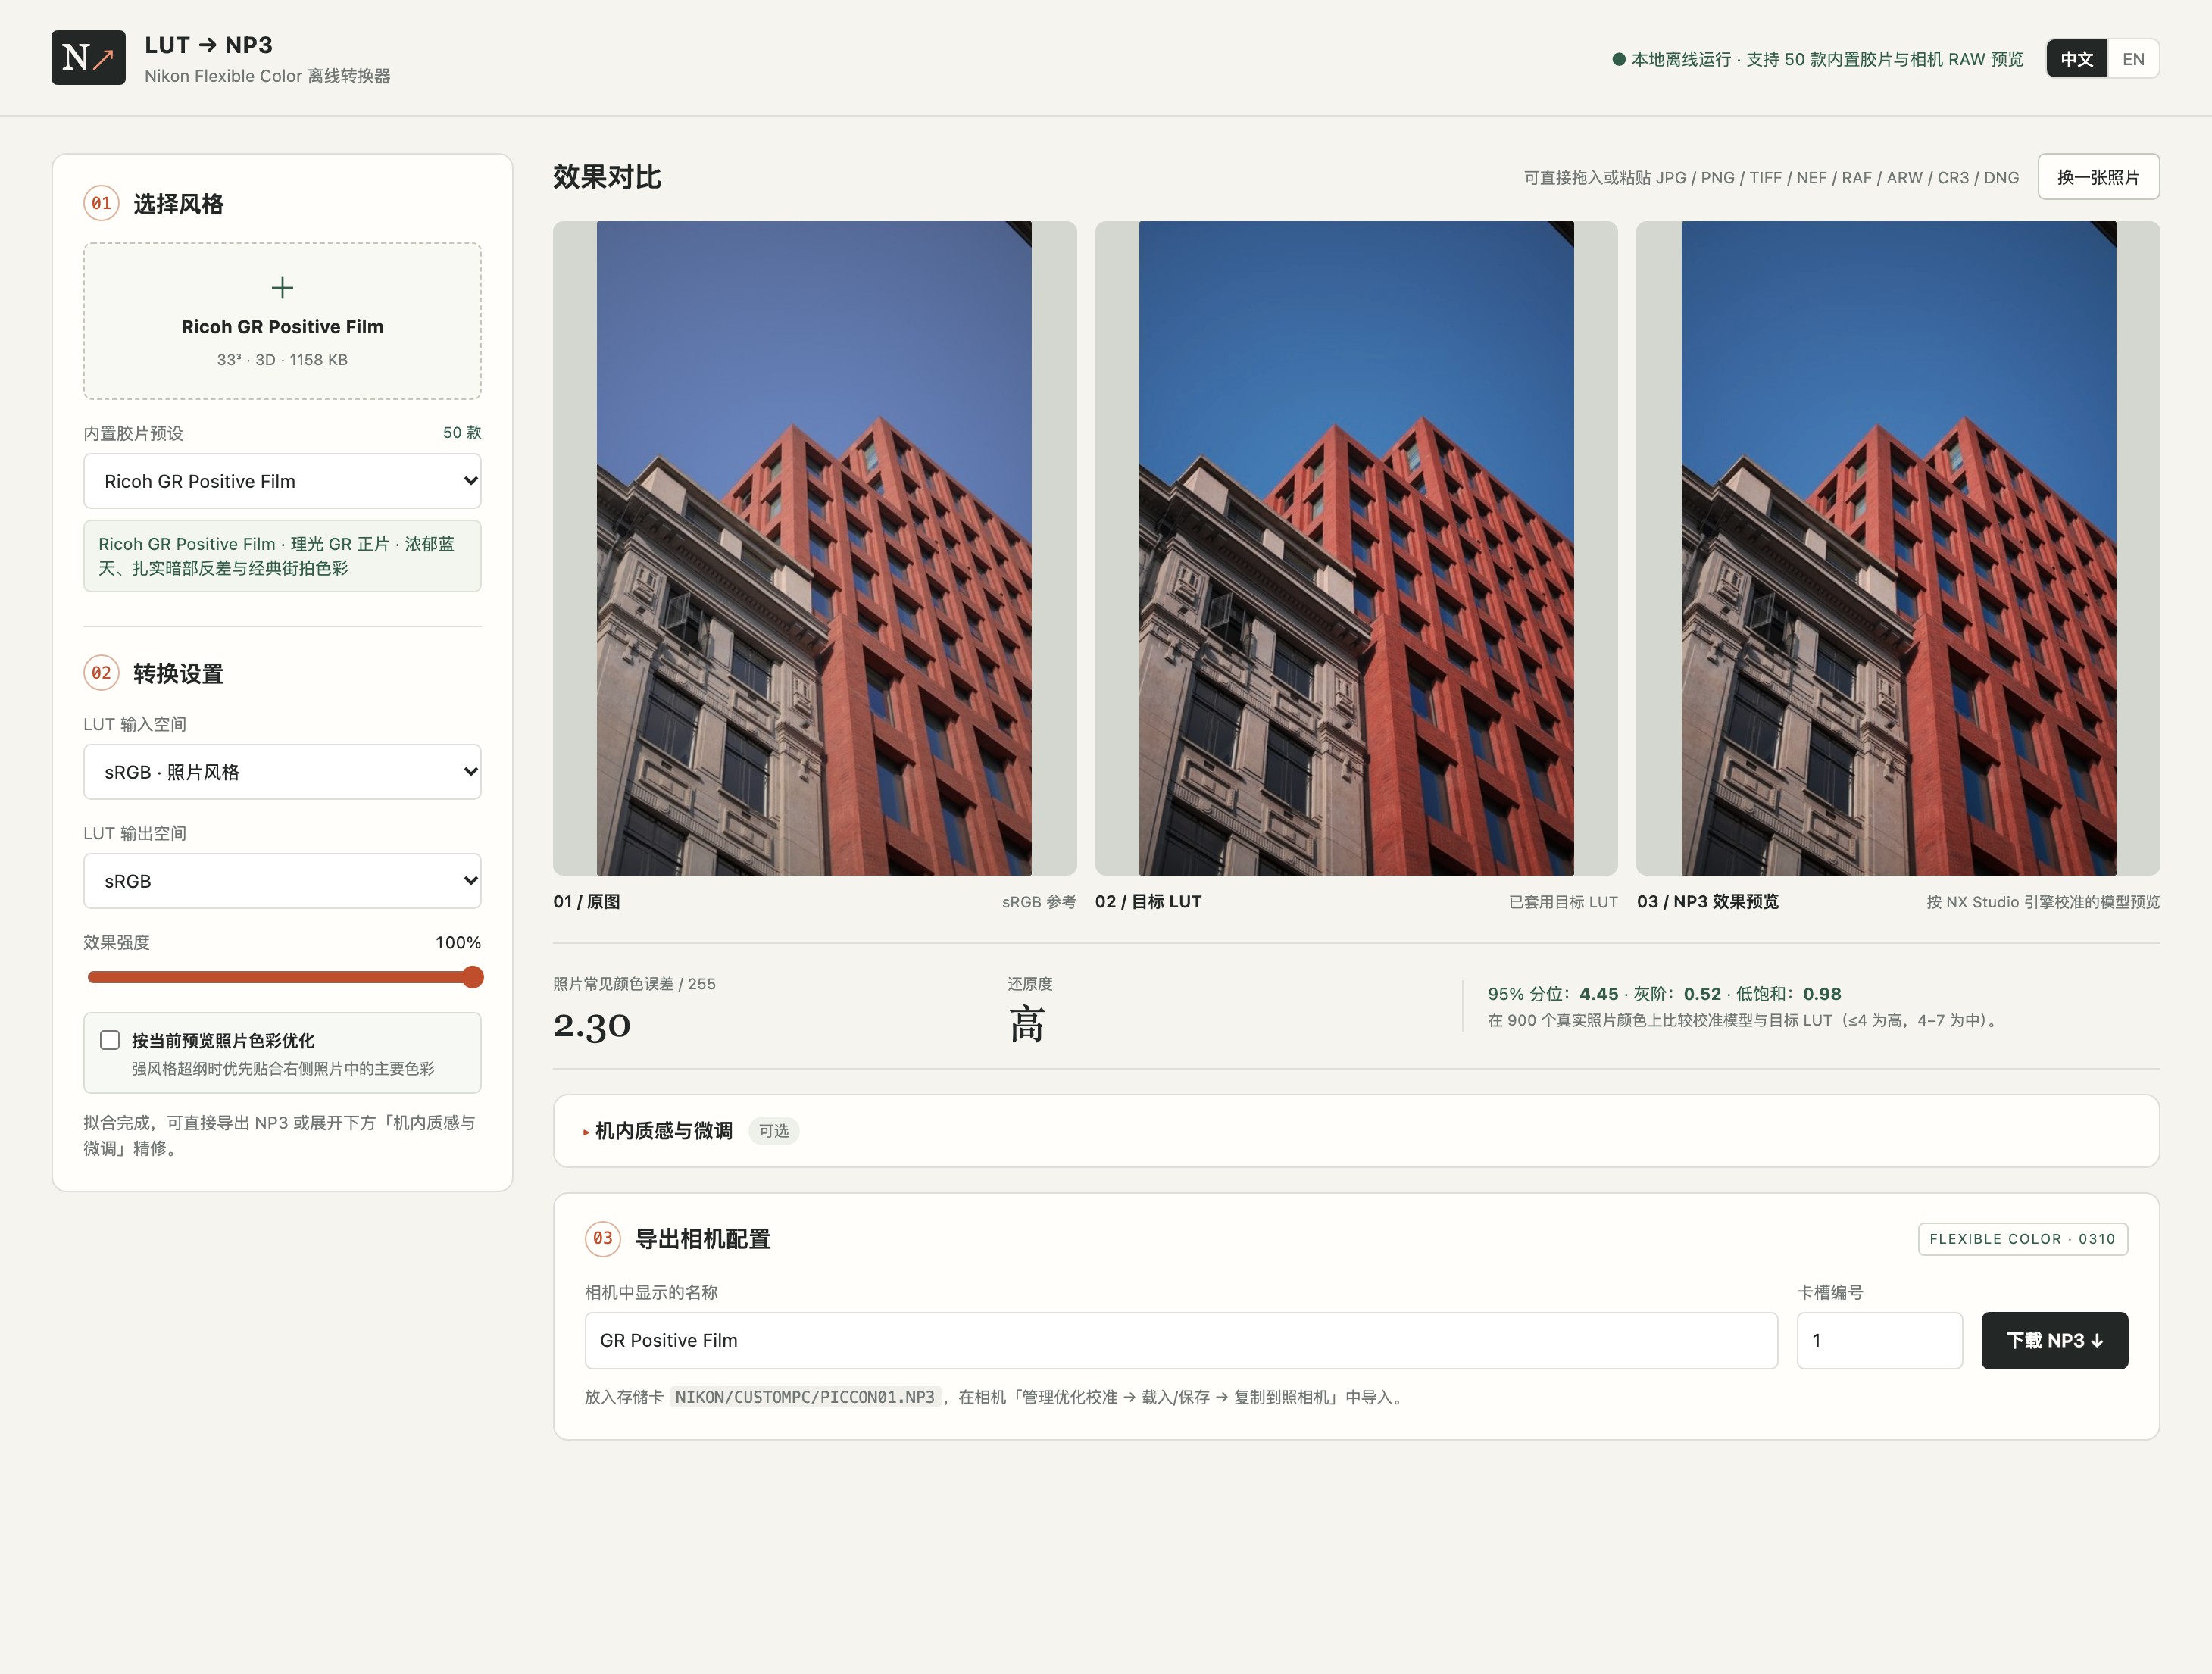 N↗
LUT → NP3
Nikon Flexible Color 离线转换器
● 本地离线运行 · 支持 50 款内置胶片与相机 RAW 预览
中文
EN
01
选择风格
+
Ricoh GR Positive Film
33³ · 3D · 1158 KB
内置胶片预设
50 款
Ricoh GR Positive Film
Ricoh GR Positive Film · 理光 GR 正片 · 浓郁蓝
天、扎实暗部反差与经典街拍色彩
02
转换设置
LUT 输入空间
sRGB · 照片风格
LUT 输出空间
sRGB
效果强度
100%
按当前预览照片色彩优化
强风格超纲时优先贴合右侧照片中的主要色彩
拟合完成，可直接导出 NP3 或展开下方「机内质感与
微调」精修。
效果对比
可直接拖入或粘贴 JPG / PNG / TIFF / NEF / RAF / ARW / CR3 / DNG
换一张照片
01 / 原图
sRGB 参考
02 / 目标 LUT
已套用目标 LUT
03 / NP3 效果预览
按 NX Studio 引擎校准的模型预览
照片常见颜色误差 / 255
2.30
还原度
高
95% 分位：4.45 · 灰阶：0.52 · 低饱和：0.98
在 900 个真实照片颜色上比较校准模型与目标 LUT（≤4 为高，4–7 为中）。
▸ 机内质感与微调
可选
03
导出相机配置
FLEXIBLE COLOR · 0310
相机中显示的名称
卡槽编号
GR Positive Film
1
下载 NP3 ↓
放入存储卡 NIKON/CUSTOMPC/PICCON01.NP3，在相机「管理优化校准 → 载入/保存 → 复制到照相机」中导入。